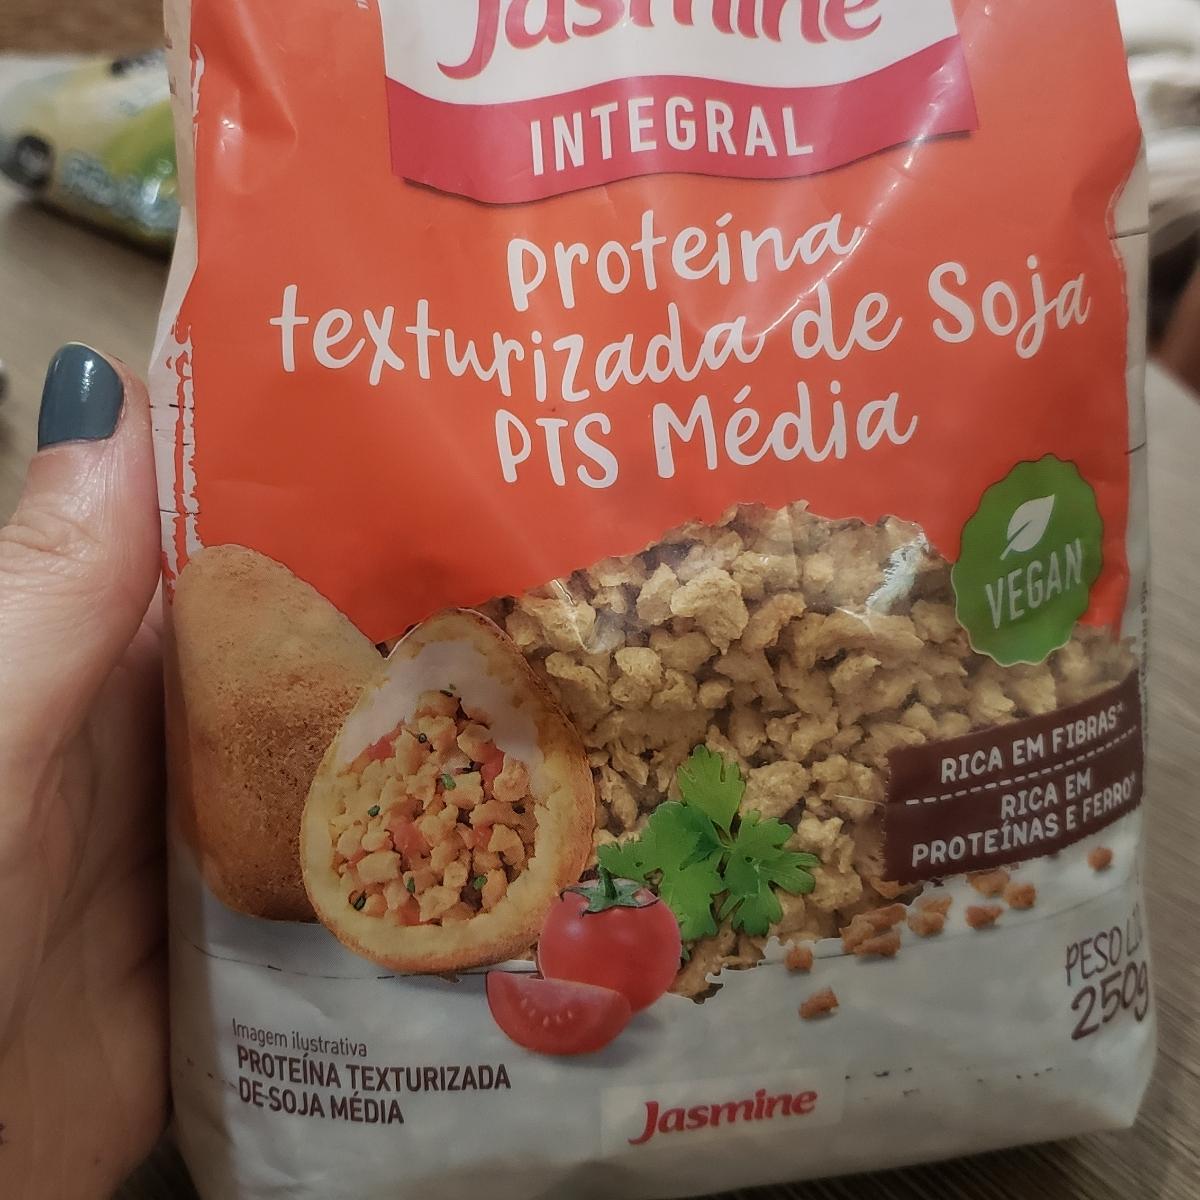 Jasmine
INTEGRAL
Proteína
texturizada de Soja
PTS Média
VEGAN
RICA EM FIBRAS*
RICA EM
PROTEÍNAS E FERRO*
PESO
250g
Imagem ilustrativa
PROTEÍNA TEXTURIZADA
DE SOJA MÉDIA
Jasmine